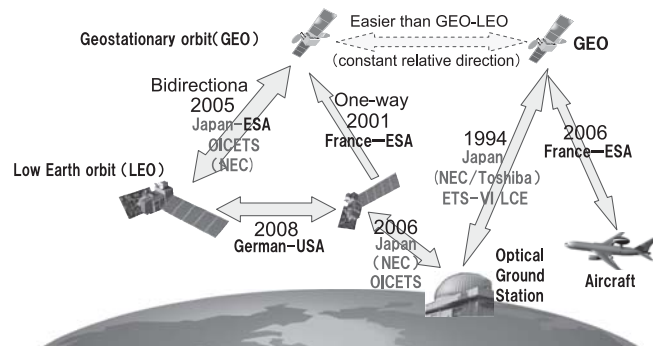 Easier than GEO-LEO
Geostationary orbit(GEO)
GEO
(constant relative direction)
Bidirectiona
2005
Japan-ESA
OICETS
(NEC)
One-way
2001
France-ESA
1994
Japan
(NEC/Toshiba)
ETS-VI LCE
2006
France-ESA
Low Earth orbit (LEO)
2008
German-USA
2006
Japan
(NEC)
OICETS
Optical
Ground
Station
Aircraft